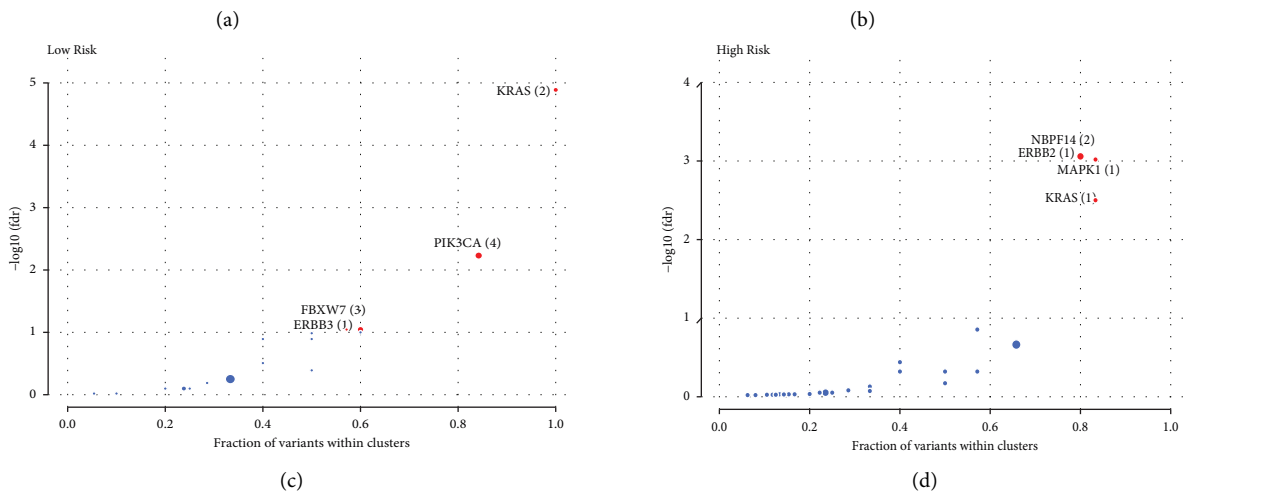 (a)
(b)
Low Risk
5
4
3
2
1
0
−log10 (fdr)
KRAS (2)
PIK3CA (4)
FBXW7 (3)
ERBB3 (1)
0.0 0.2 0.4 0.6 0.8 1.0
Fraction of variants within clusters
(c)
High Risk
4
3
2
1
0
−log10 (fdr)
NBPF14 (2)
ERBB2 (1)
MAPK1 (1)
KRAS (1)
0.0 0.2 0.4 0.6 0.8 1.0
Fraction of variants within clusters
(d)